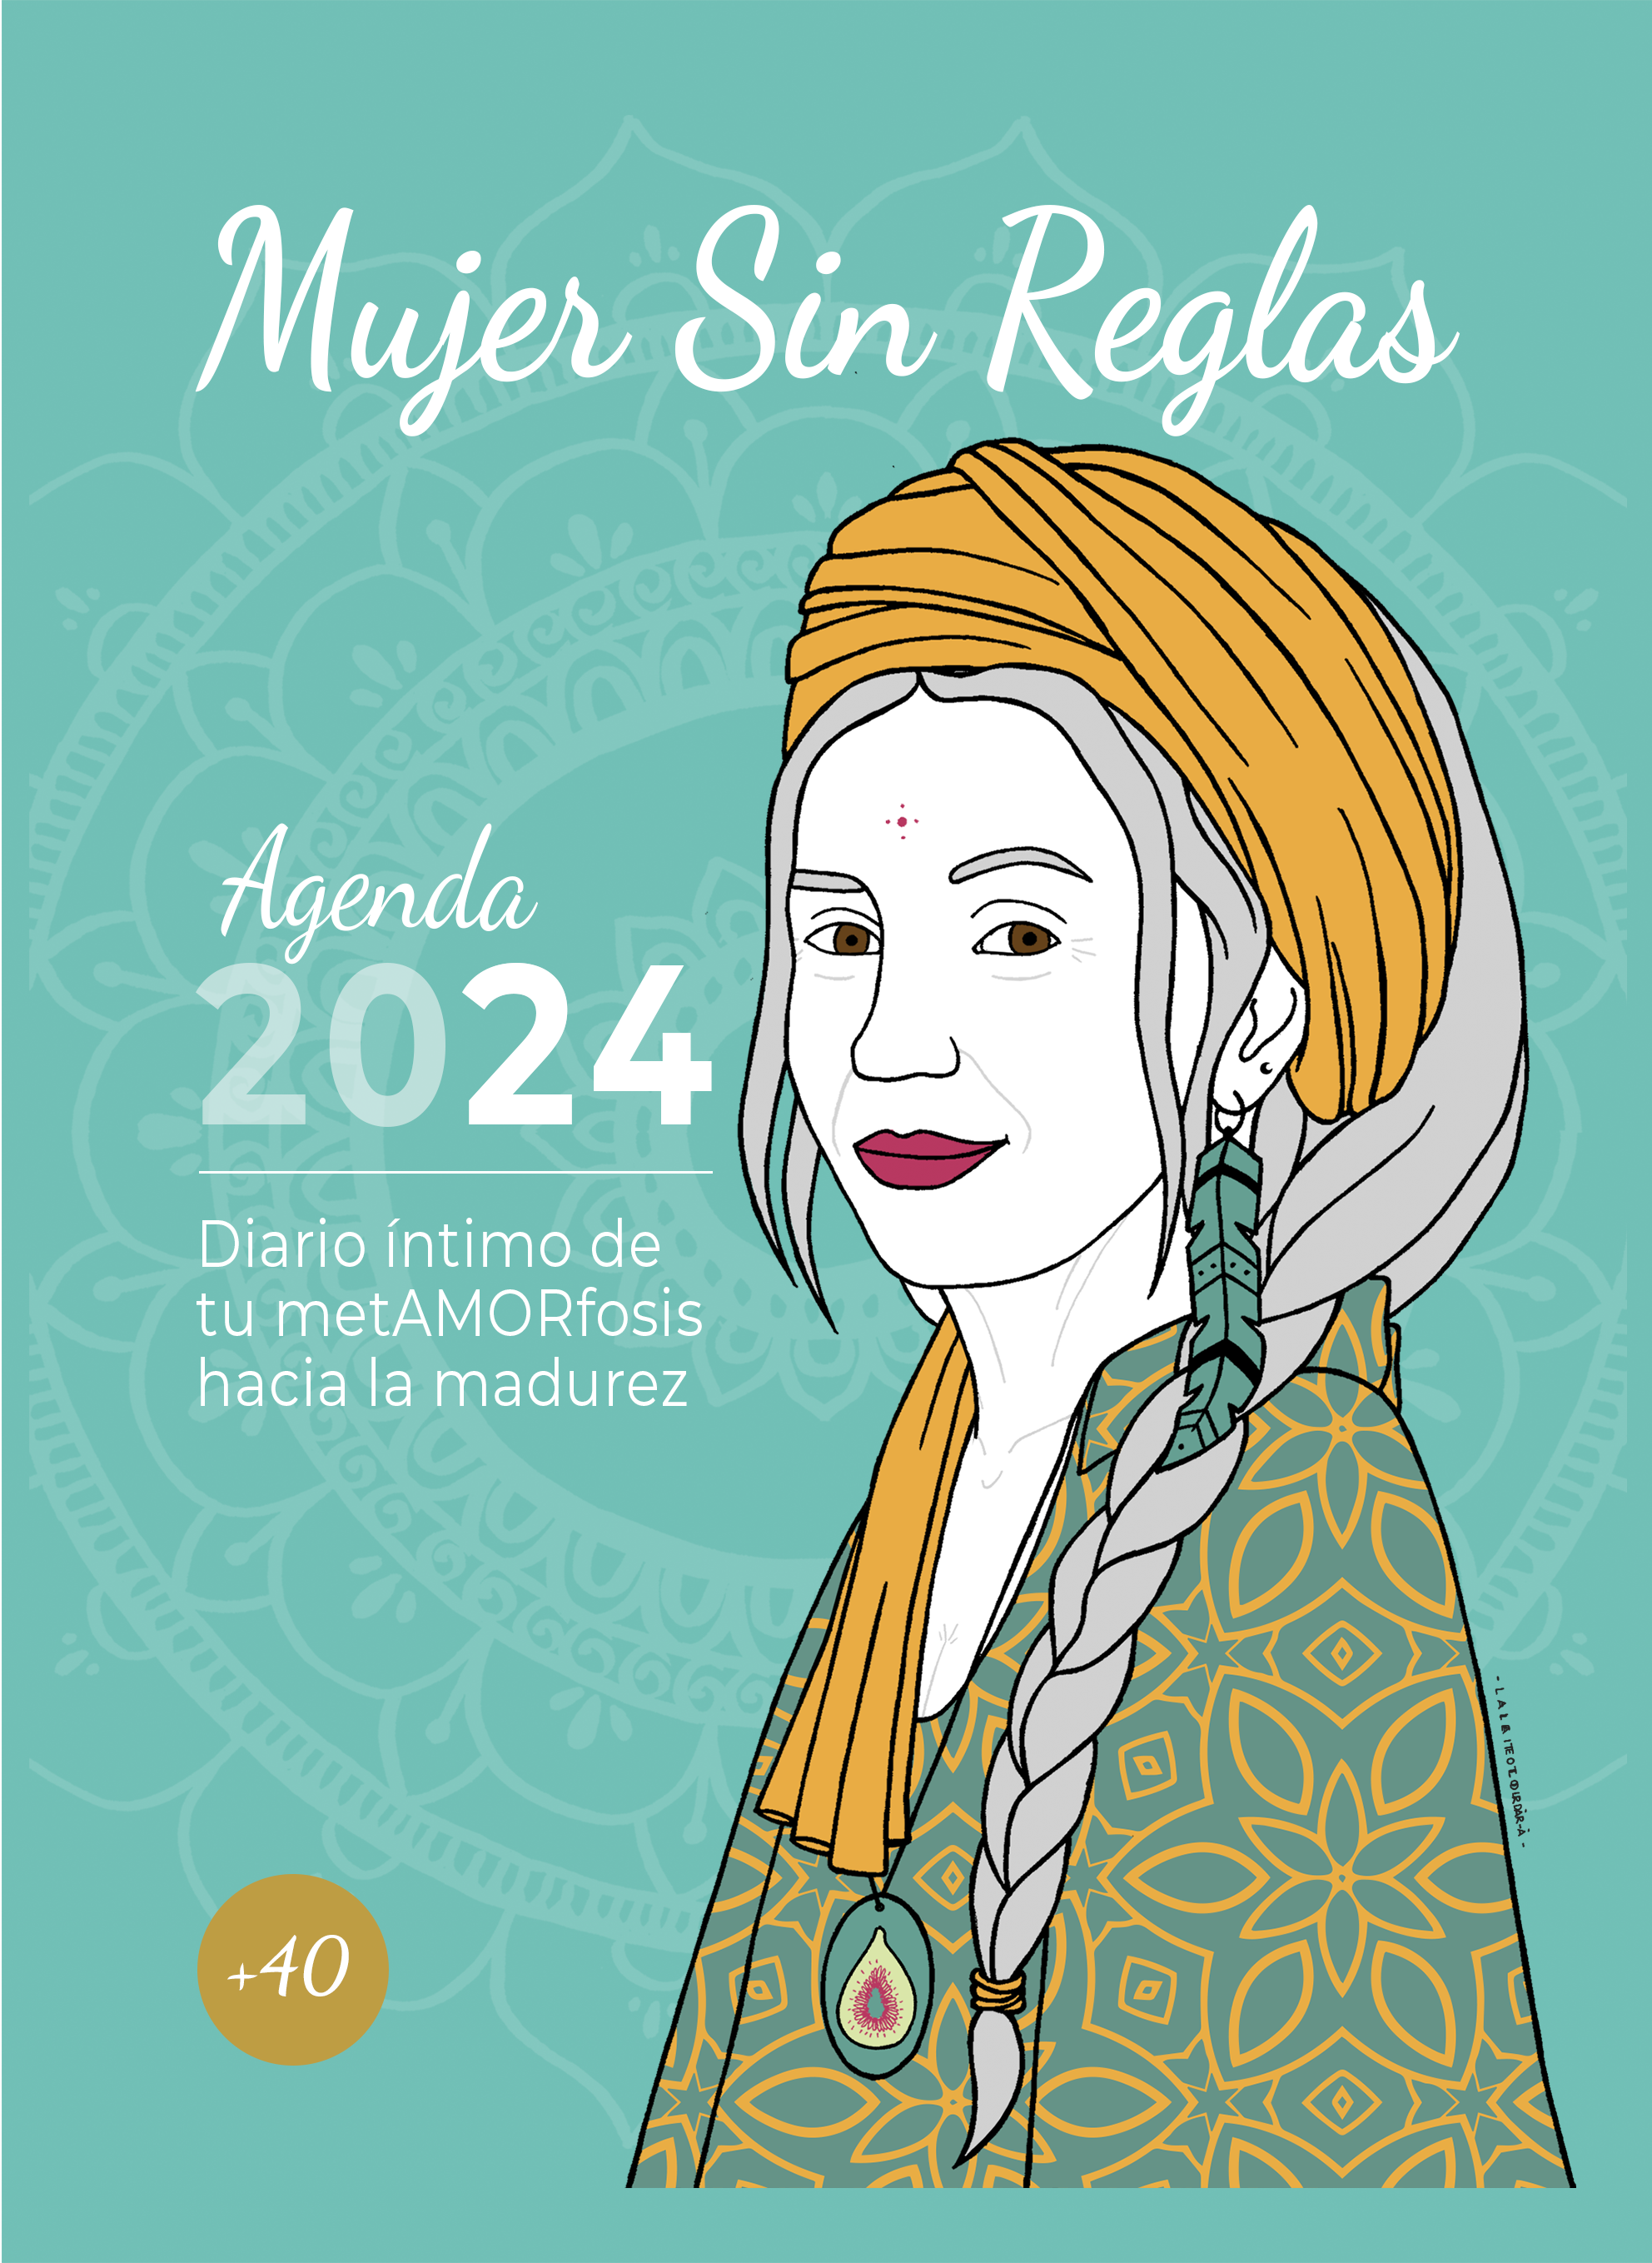 Mujer Sin Reglas
Agenda
2024
Diario íntimo de
tu metAMORfosis
hacia la madurez
+40